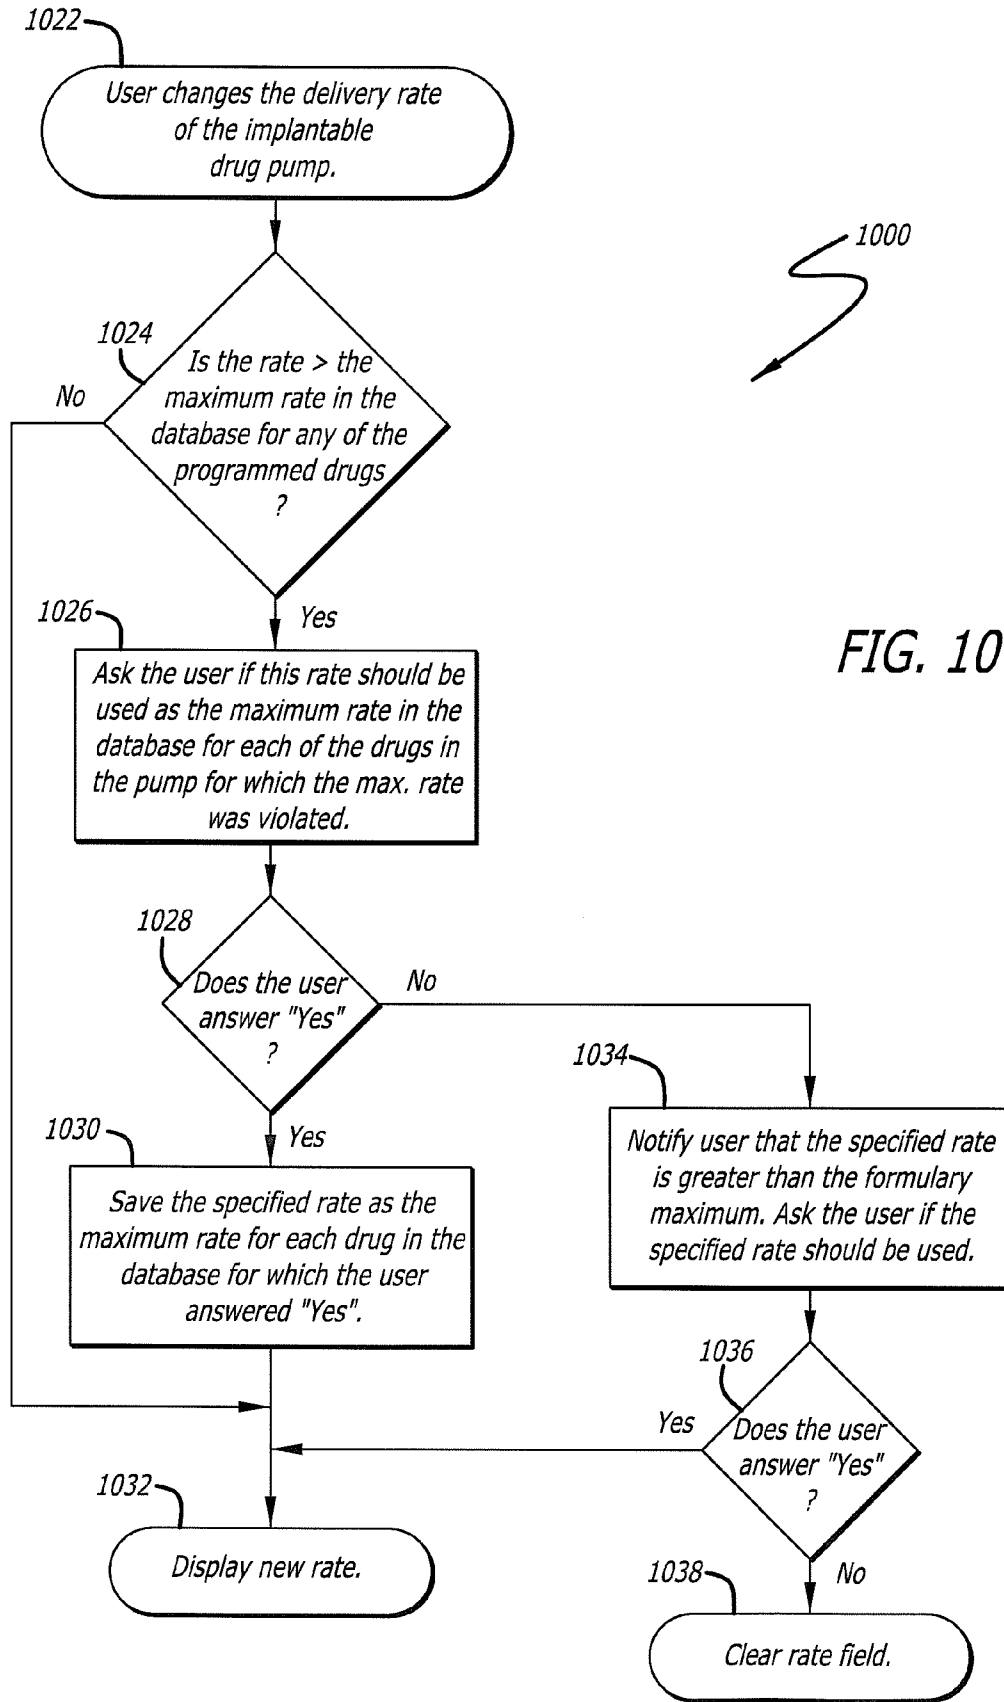 1022
User changes the delivery rate
of the implantable
drug pump.
1000
1024
Is the rate > the
maximum rate in the
database for any of the
programmed drugs
?
No
Yes
1026
Ask the user if this rate should be
used as the maximum rate in the
database for each of the drugs in
the pump for which the max. rate
was violated.
FIG. 10
1028
Does the user
answer "Yes"
?
No
Yes
1030
Save the specified rate as the
maximum rate for each drug in the
database for which the user
answered "Yes".
1034
Notify user that the specified rate
is greater than the formulary
maximum. Ask the user if the
specified rate should be used.
1036
Does the user
answer "Yes"
?
Yes
No
1032
Display new rate.
1038
Clear rate field.